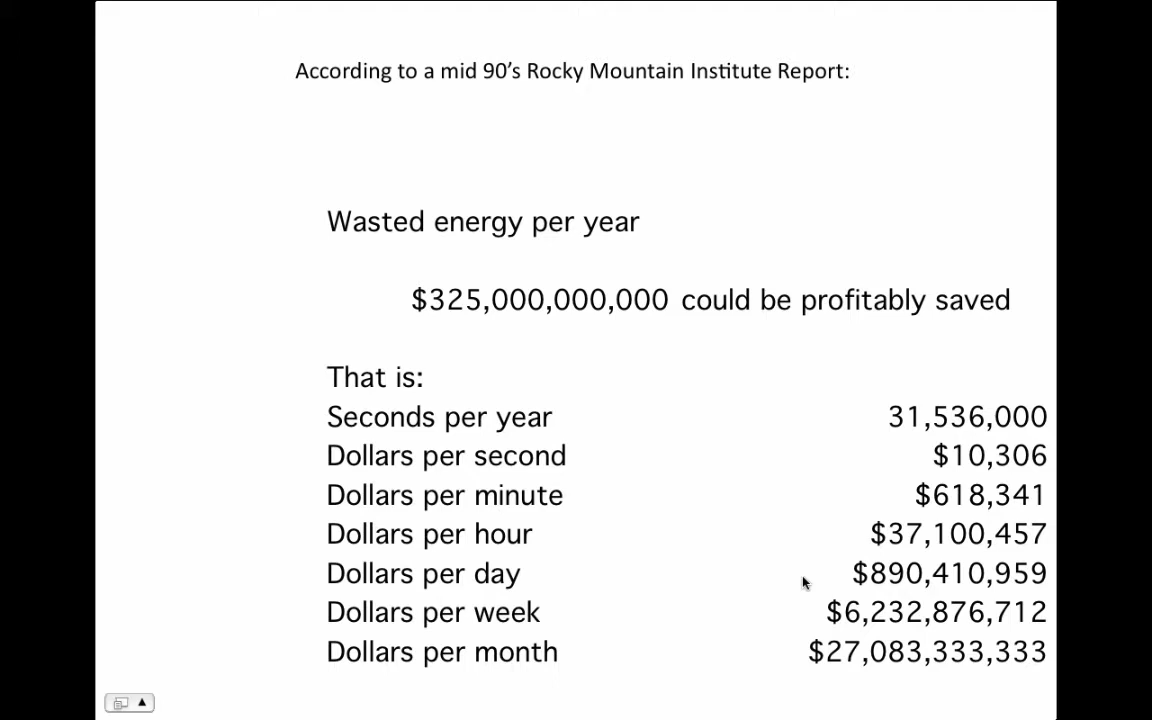 According to a mid 90’s Rocky Mountain Institute Report:
Wasted energy per year
$325,000,000,000 could be profitably saved
That is:
Seconds per year 31,536,000
Dollars per second $10,306
Dollars per minute $618,341
Dollars per hour $37,100,457
Dollars per day $890,410,959
Dollars per week $6,232,876,712
Dollars per month $27,083,333,333